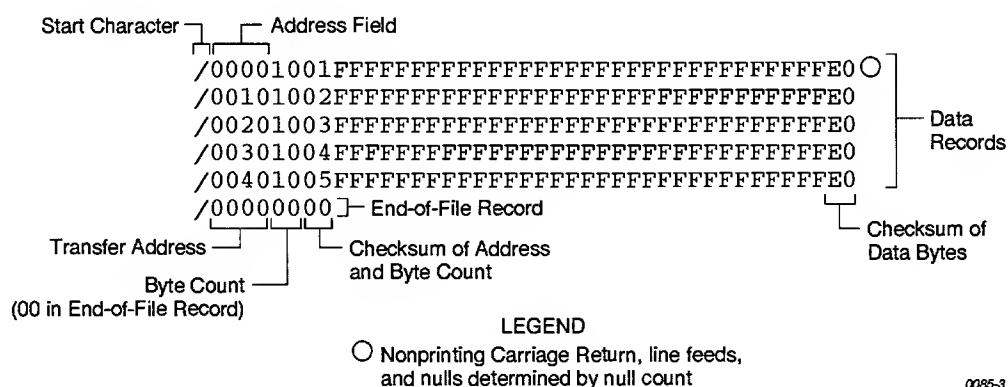 Start Character
Address Field
/00001001FFFFFFFFFFFFFFFFFFFFFFFFFFFFFFFFE0
/00101002FFFFFFFFFFFFFFFFFFFFFFFFFFFFFFFFE0
/00201003FFFFFFFFFFFFFFFFFFFFFFFFFFFFFFFFE0
/00301004FFFFFFFFFFFFFFFFFFFFFFFFFFFFFFFFE0
/00401005FFFFFFFFFFFFFFFFFFFFFFFFFFFFFFFFE0
/00000000
Data
Records
End-of-File Record
Transfer Address
Checksum of Address
and Byte Count
Checksum of
Data Bytes
Byte Count
(00 in End-of-File Record)
LEGEND
Nonprinting Carriage Return, line feeds,
and nulls determined by null count
0085-3